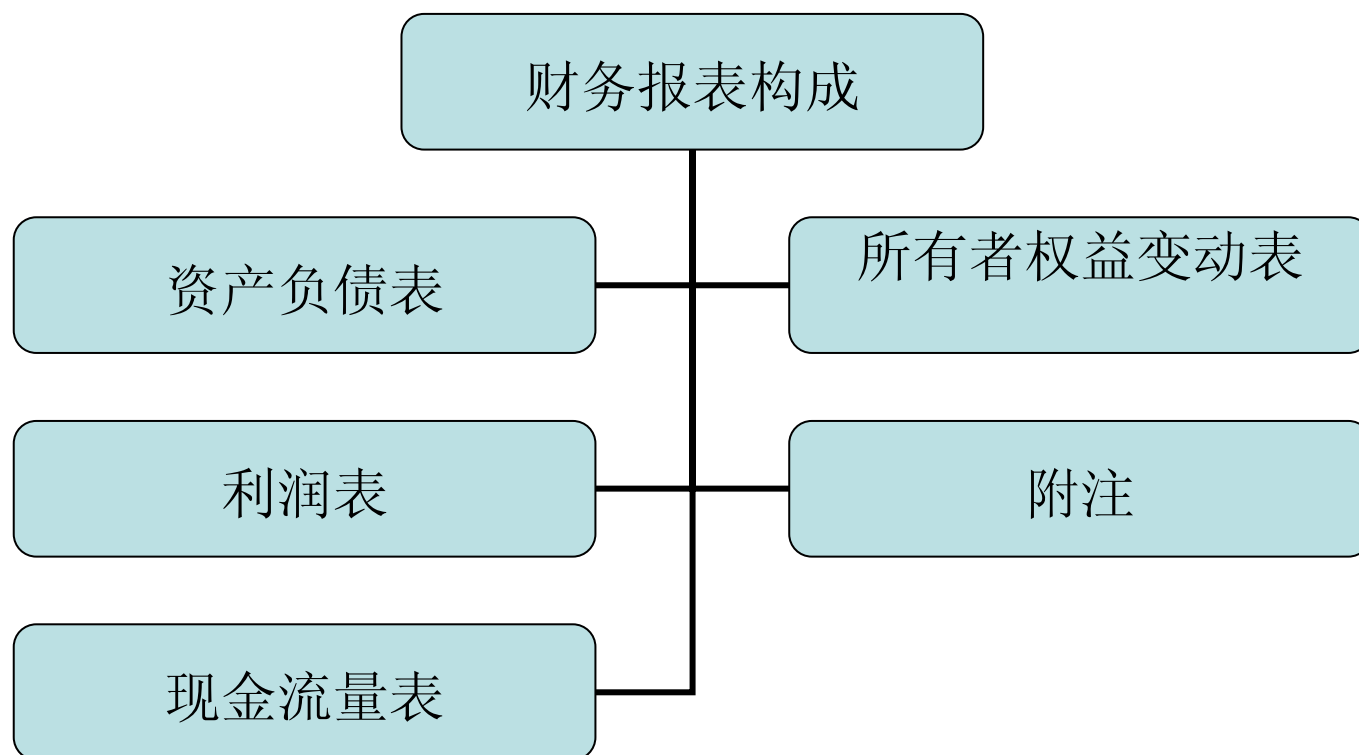 财务报表构成
资产负债表
所有者权益变动表
利润表
附注
现金流量表